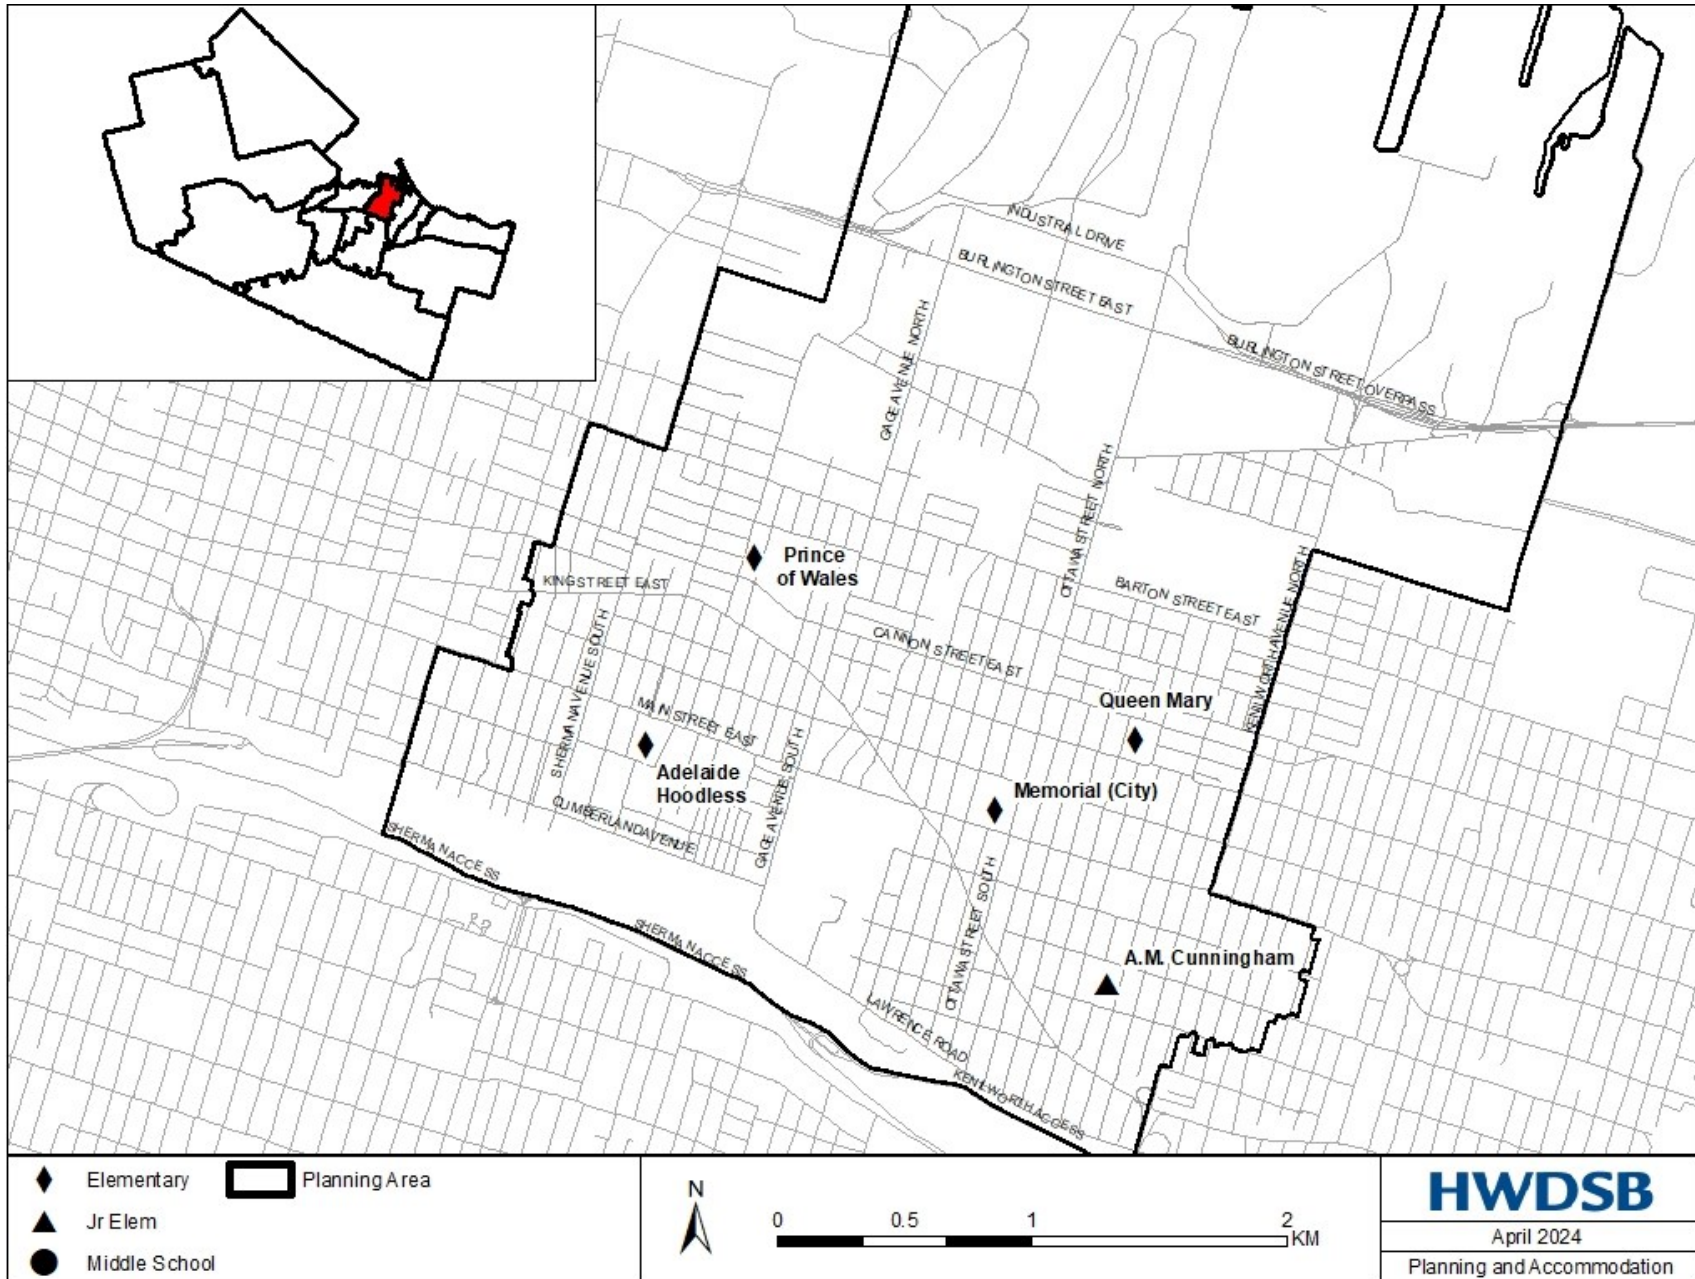 INDUSTRIAL DRIVE
BURLINGTON STREET EAST
GAGE AVENUE NORTH
BURLINGTON STREET OVERPASS
OTTAWA STREET NORTH
Prince
of Wales
KING STREET EAST
BARTON STREET EAST
KENILWORTH AVENUE NORTH
SHERMAN AVENUE SOUTH
CANNON STREET EAST
Queen Mary
MAIN STREET EAST
GAGE AVENUE SOUTH
Adelaide
Hoodless
Memorial (City)
CUMBERLAND AVENUE
SHERMAN ACCESS
OTTAWA STREET SOUTH
SHERMAN ACCESS
A.M. Cunningham
LAWRENCE ROAD
KENILWORTH ACCESS
Elementary
Planning Area
Jr Elem
Middle School
N
0 0.5 1 2
KM
HWDSB
April 2024
Planning and Accommodation